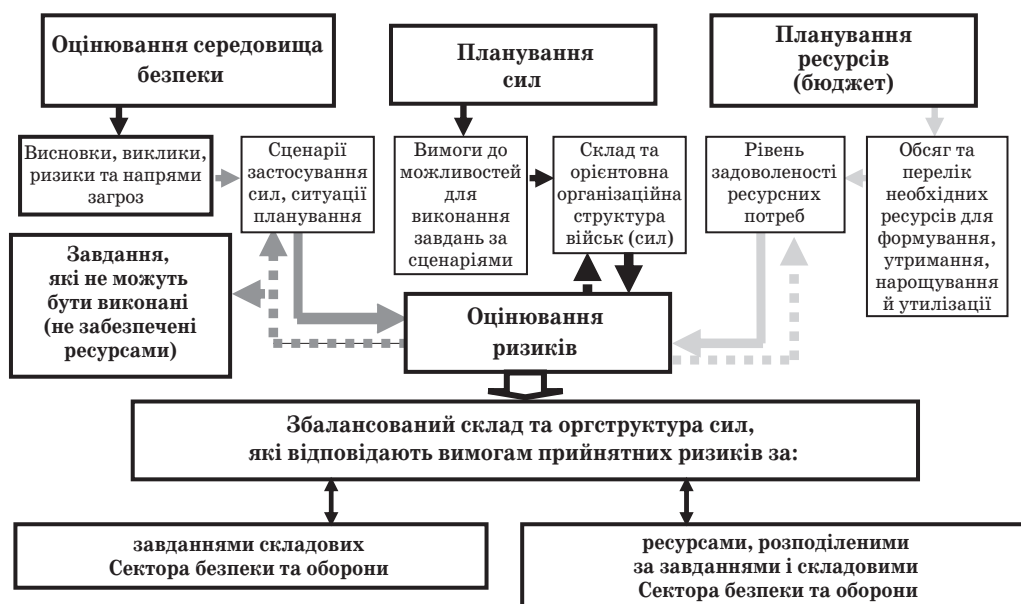 Оцінювання середовища
безпеки
Планування
сил
Планування
ресурсів
(бюджет)
Висновки, виклики,
ризики та напрями
загроз
Сценарії
застосування
сил, ситуації
планування
Вимоги до
можливостей
для
виконання
завдань за
сценаріями
Склад та
орієнтовна
організаційна
структура
військ (сил)
Рівень
задоволеності
ресурсних
потреб
Обсяг та
перелік
необхідних
ресурсів для
формування,
утримання,
нарощування
й утилізації
Завдання,
які не можуть
бути виконані
(не забезпечені
ресурсами)
Оцінювання
ризиків
Збалансований склад та оргструктура сил,
які відповідають вимогам прийнятних ризиків за:
завданнями складових
Сектора безпеки та оборони
ресурсами, розподіленими
за завданнями і складовими
Сектора безпеки та оборони